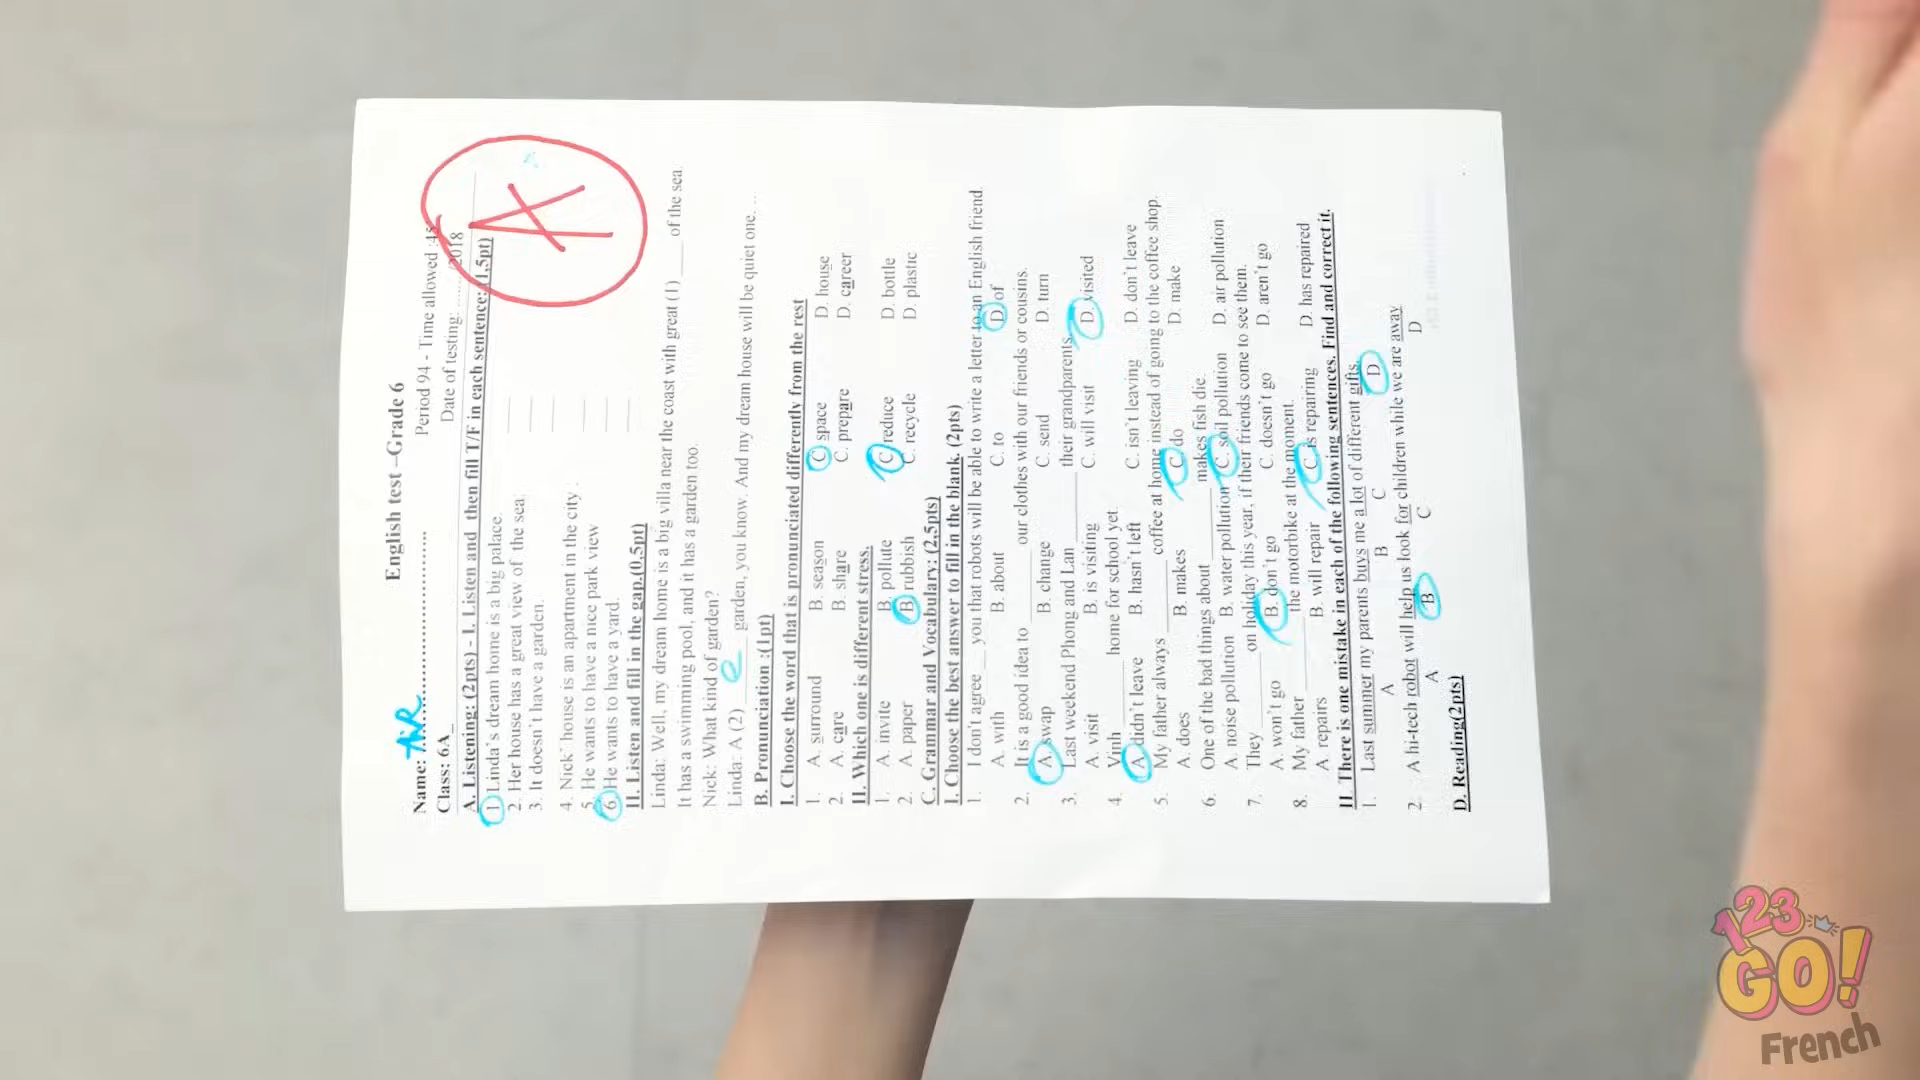 English test –Grade 6
Name: AIR
Period 94 - Time allowed :45
Class: 6A
Date of testing: ....../2018
A
A. Listening: (2pts) - I. Listen and then fill T/F in each sentence: (1,5pt)
1 Linda's dream home is a big palace.
2. Her house has a great view of the sea.
3. It doesn't have a garden.
4. Nick' house is an apartment in the city .
5. He wants to have a nice park view
6. He wants to have a yard.
II. Listen and fill in the gap.(0,5pt)
Linda: Well, my dream home is a big villa near the coast with great (1) ____ of the sea.
It has a swimming pool, and it has a garden too.
Nick: What kind of garden?
Linda: A (2) __e__ garden, you know. And my dream house will be quiet one. ...
B. Pronunciation :(1pt)
I. Choose the word that is pronunciated differently from the rest
1. A. surround B. season C. space D. house
2. A. care B. share C. prepare D. career
II. Which one is different stress.
1. A. invite B. pollute C. reduce D. bottle
2. A. paper B. rubbish C. recycle D. plastic
C. Grammar and Vocabulary: (2,5pts)
I. Choose the best answer to fill in the blank. (2pts)
1. I don't agree ___ you that robots will be able to write a letter to an English friend.
A. with B. about C. to D. of
2. It is a good idea to ________ our clothes with our friends or cousins.
A. swap B. change C. send D. turn
3. Last weekend Phong and Lan ________ their grandparents.
A. visit B. is visiting C. will visit D. visited
4. Vinh ________ home for school yet.
A. didn't leave B. hasn't left C. isn't leaving D. don't leave
5. My father always ________ coffee at home instead of going to the coffee shop.
A. does B. makes C. do D. make
6. One of the bad things about ________ makes fish die.
A. noise pollution B. water pollution C. soil pollution D. air pollution
7. They ________ on holiday this year, if their friends come to see them.
A. won't go B. don't go C. doesn't go D. aren't go
8. My father ________ the motorbike at the moment.
A. repairs B. will repair C. is repairing D. has repaired
II. There is one mistake in each of the following sentences. Find and correct it.
1. Last summer my parents buys me a lot of different gifts.
A B C D
2. A hi-tech robot will help us look for children while we are away
A B C D
D. Reading(2pts)
123 GO!
French